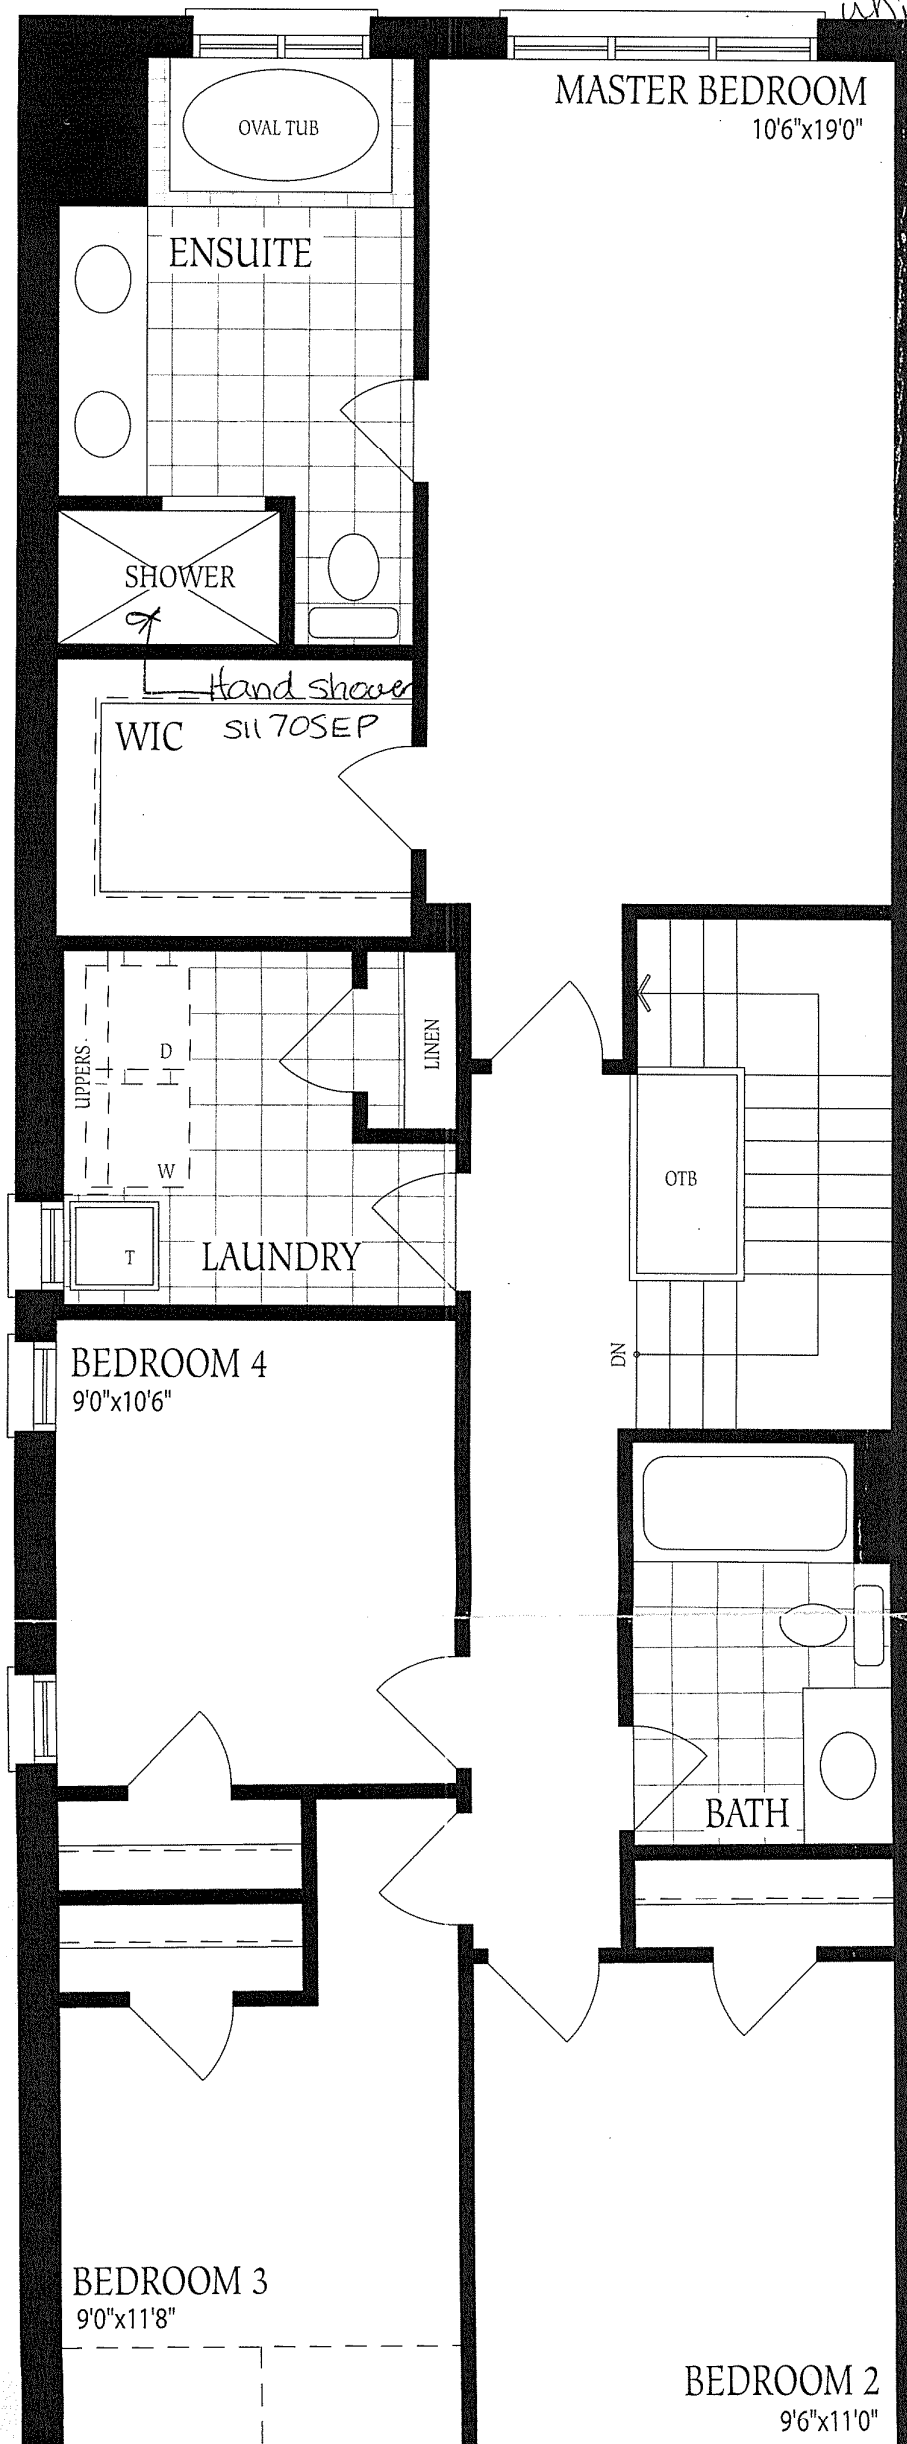 MASTER BEDROOM
10'6"x19'0"
OVAL TUB
ENSUITE
SHOWER
Hand shower
S1170SEP
WIC
LINEN
UPPERS
D
W
T
LAUNDRY
OTB
DN
BEDROOM 4
9'0"x10'6"
BATH
BEDROOM 3
9'0"x11'8"
BEDROOM 2
9'6"x11'0"